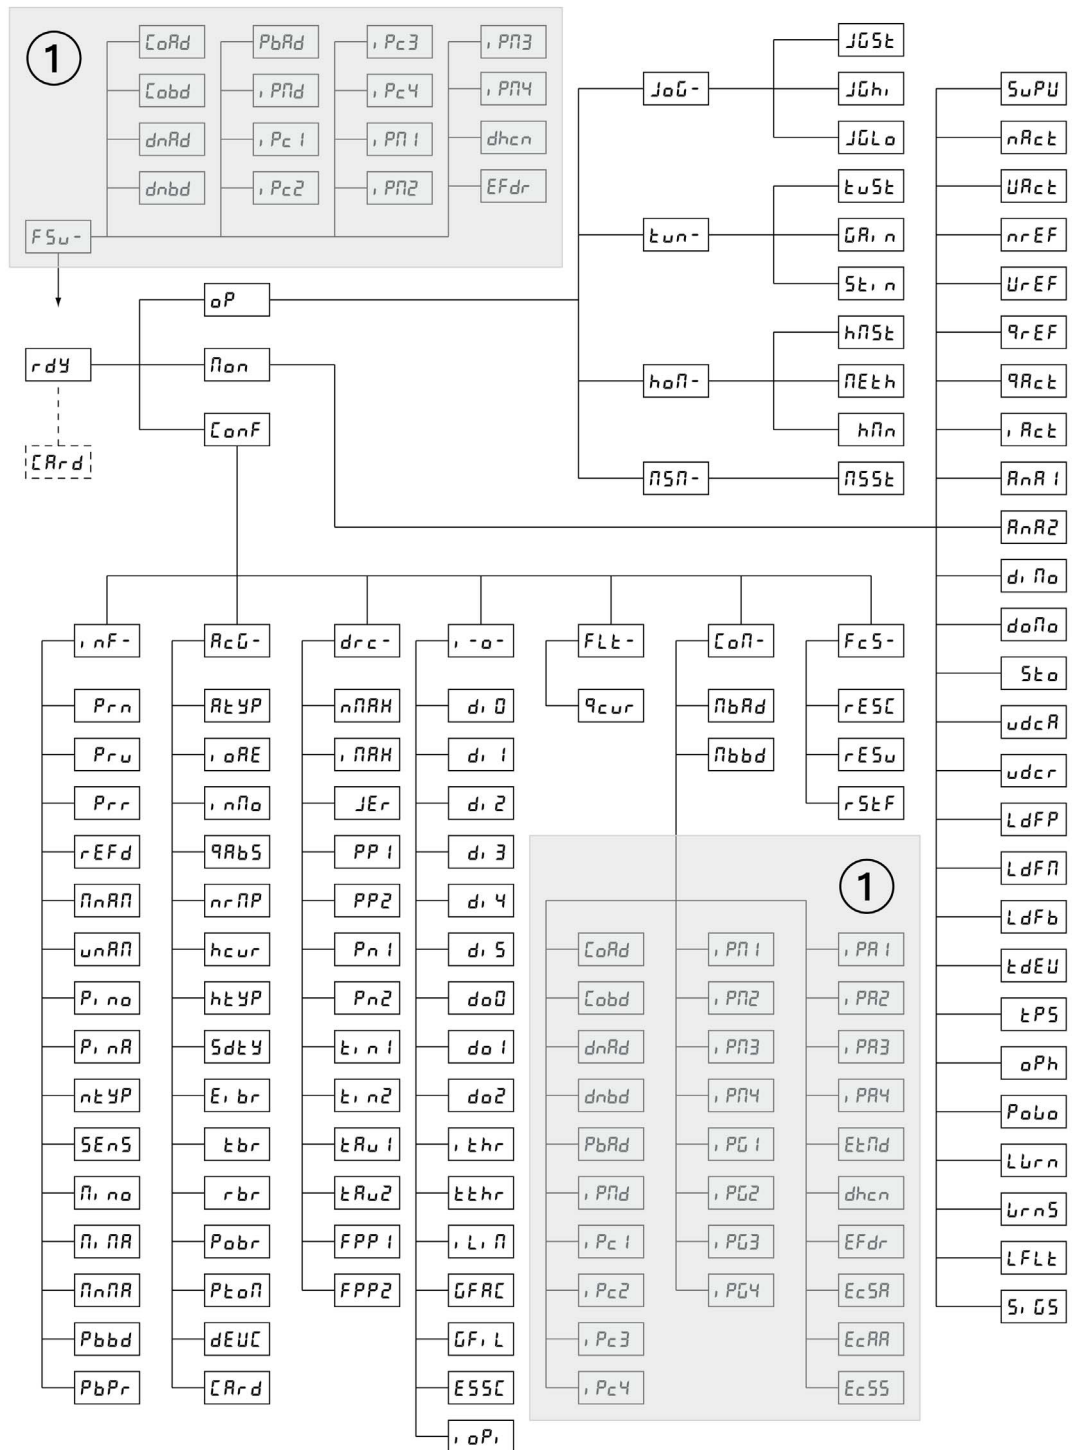 1
CoAd PbAd iPc3 iPM3
Cobd iPMd iPc4 iPM4
dnAd iPc1 iPM1 dhcn
dnbd iPc2 iPM2 EFdr
FSu-
rdy
CArd
oP
Mon
ConF
JoG-
JGSt
JGhi
JGLo
tun-
tuSt
GAin
Stin
hoM-
hMSt
MEth
hMn
MSM-
MSSt
SuPV
nAct
VAct
nrEF
VrEF
qrEF
qAct
iAct
AnA1
AnA2
diMo
doMo
Sto
udcA
udcr
LdFP
LdFM
LdFb
tdEV
tPS
oPh
PoWo
LWrn
WrnS
LFLt
SiGS
inF-
Prn
Pru
Prr
rEFd
MnAM
unAM
Pino
PinA
ntYP
SEnS
Mino
MiMA
MnMA
Pbbd
PbPr
AcG-
AtYP
ioAE
inMo
qAbS
nrMP
hcur
htYP
SdtY
Eibr
tbr
rbr
Pobr
PtoM
dEVC
CArd
drc-
nMAX
iMAX
JEr
PP1
PP2
Pn1
Pn2
tin1
tin2
tAu1
tAu2
FPP1
FPP2
i-o-
di0
di1
di2
di3
di4
di5
do0
do1
do2
ithr
tthr
iLiM
GFAC
GFiL
ESSC
ioPi
FLt-
qcur
CoM-
MbAd
Mbbd
FcS-
rESC
rESu
rStF
1
CoAd iPM1 iPA1
Cobd iPM2 iPA2
dnAd iPM3 iPA3
dnbd iPM4 iPA4
PbAd iPG1 EtMd
iPMd iPG2 dhcn
iPc1 iPG3 EFdr
iPc2 iPG4 EcSA
iPc3 EcAA
iPc4 EcSS